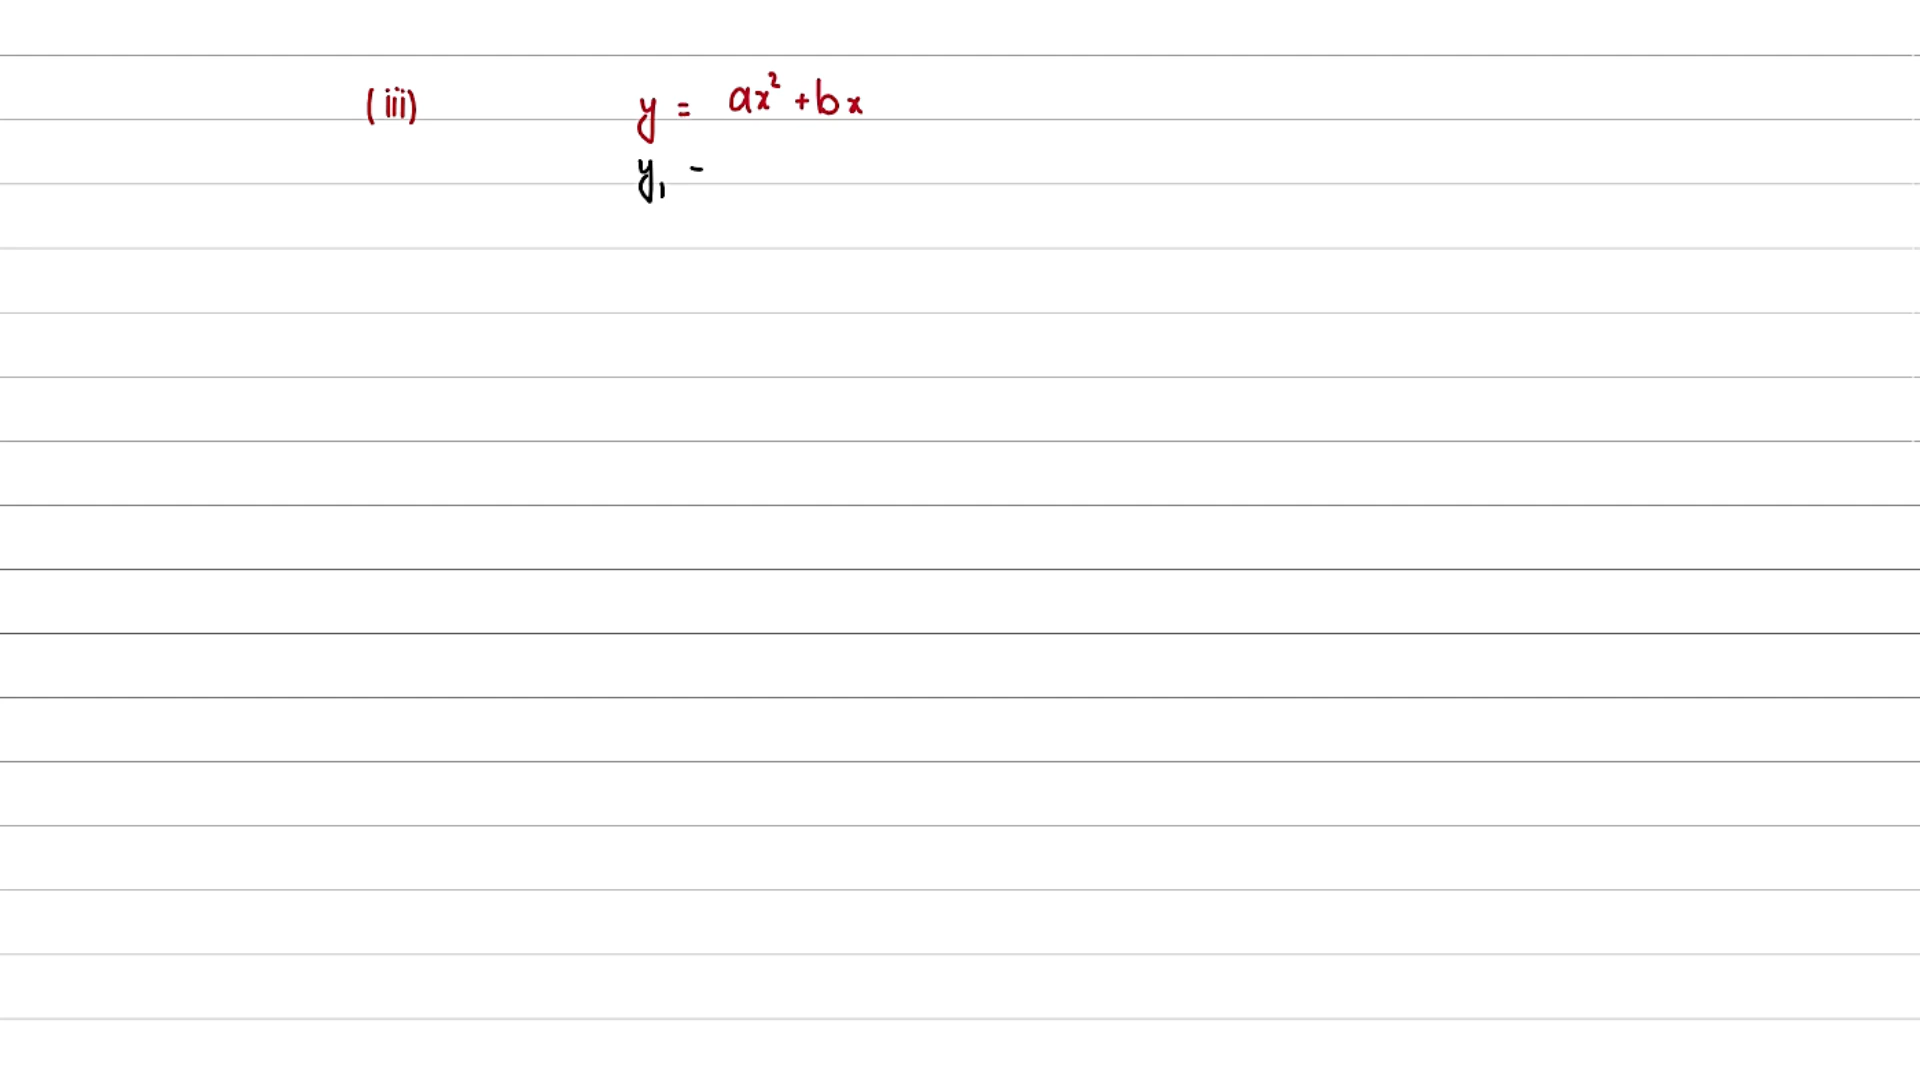 (iii) y = ax² + bx
y₁ -